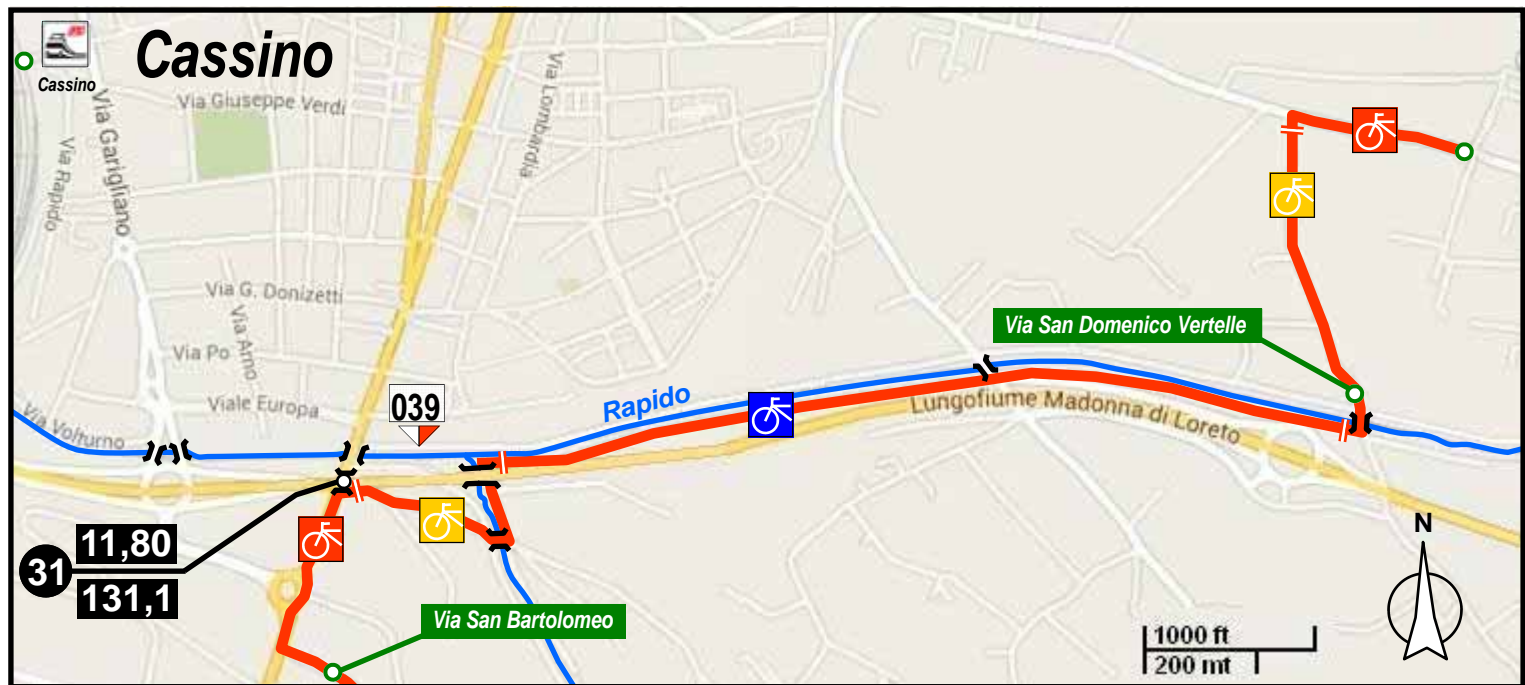 Cassino
Cassino
Via Giuseppe Verdi
Via Garigliano
Via Lombardia
Via Rapido
Via G. Donizetti
Via Arno
Via Po
Viale Europa
Via Volturno
039
Rapido
Via San Domenico Vertelle
Lungofiume Madonna di Loreto
31
11,80
131,1
Via San Bartolomeo
N
1000 ft
200 mt